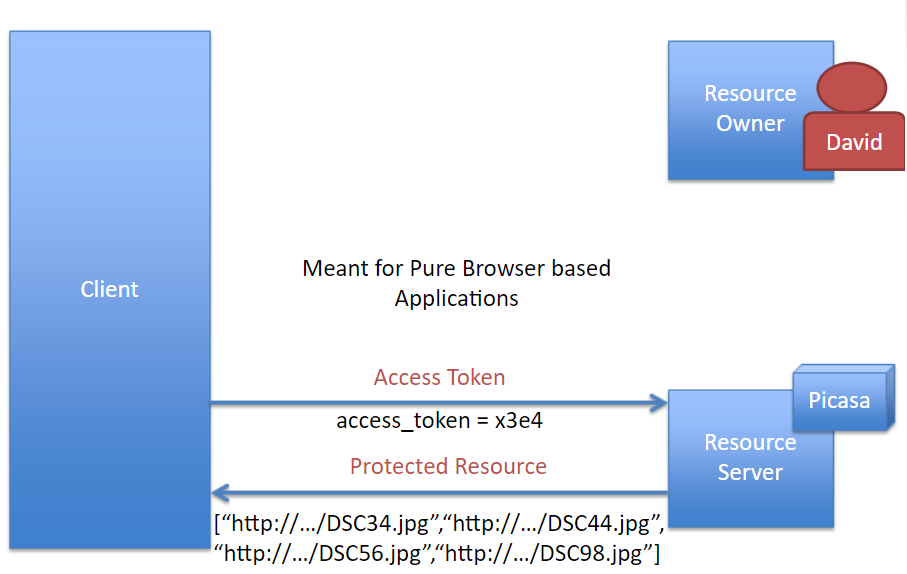 Resource
Owner
David
Client
Meant for Pure Browser based
Applications
Access Token
access_token = x3e4
Picasa
Resource
Server
Protected Resource
[“http://.../DSC34.jpg”,“http://.../DSC44.jpg”,
“http://.../DSC56.jpg”,“http://.../DSC98.jpg”]